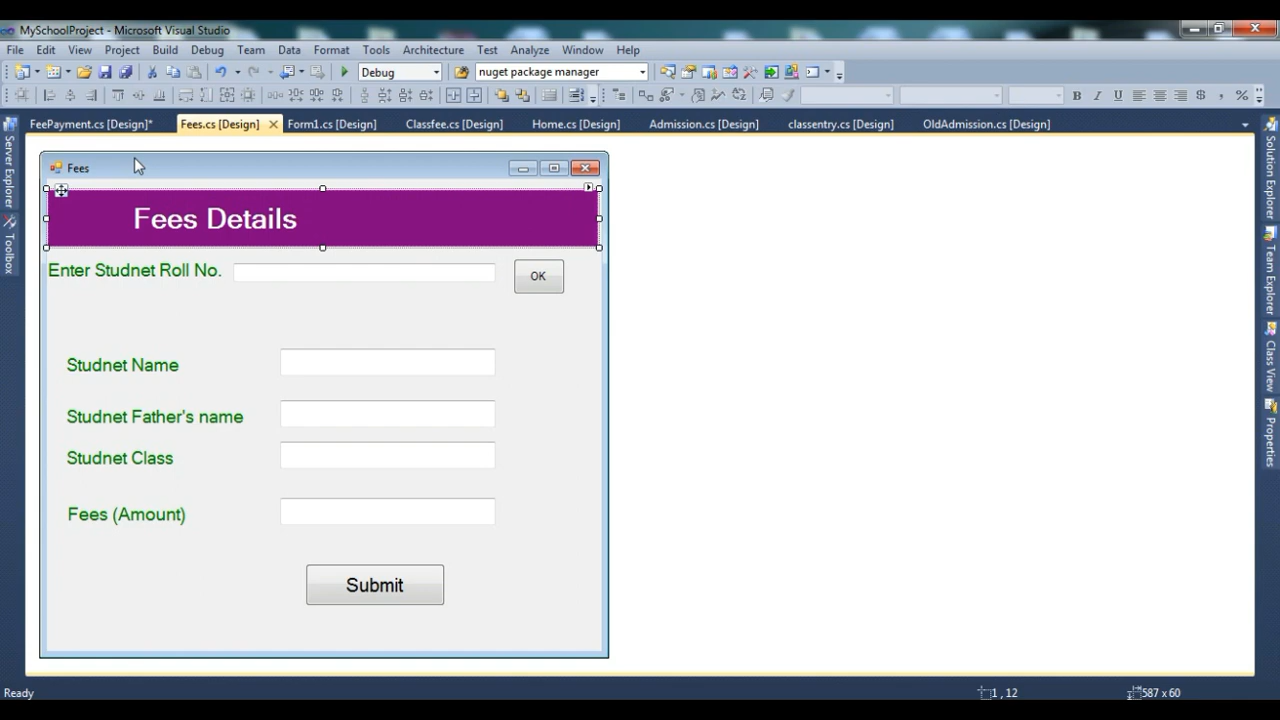 MySchoolProject - Microsoft Visual Studio
File Edit View Project Build Debug Team Data Format Tools Architecture Test Analyze Window Help
Debug nuget package manager
B I U $ , %
FeePayment.cs [Design]* Fees.cs [Design] Form1.cs [Design] Classfee.cs [Design] Home.cs [Design] Admission.cs [Design] classentry.cs [Design] OldAdmission.cs [Design]
Server Explorer
Toolbox
Fees
Fees Details
Enter Studnet Roll No. OK
Studnet Name
Studnet Father's name
Studnet Class
Fees (Amount)
Submit
Solution Explorer
Team Explorer
Class View
Properties
Ready 1 , 12 587 x 60